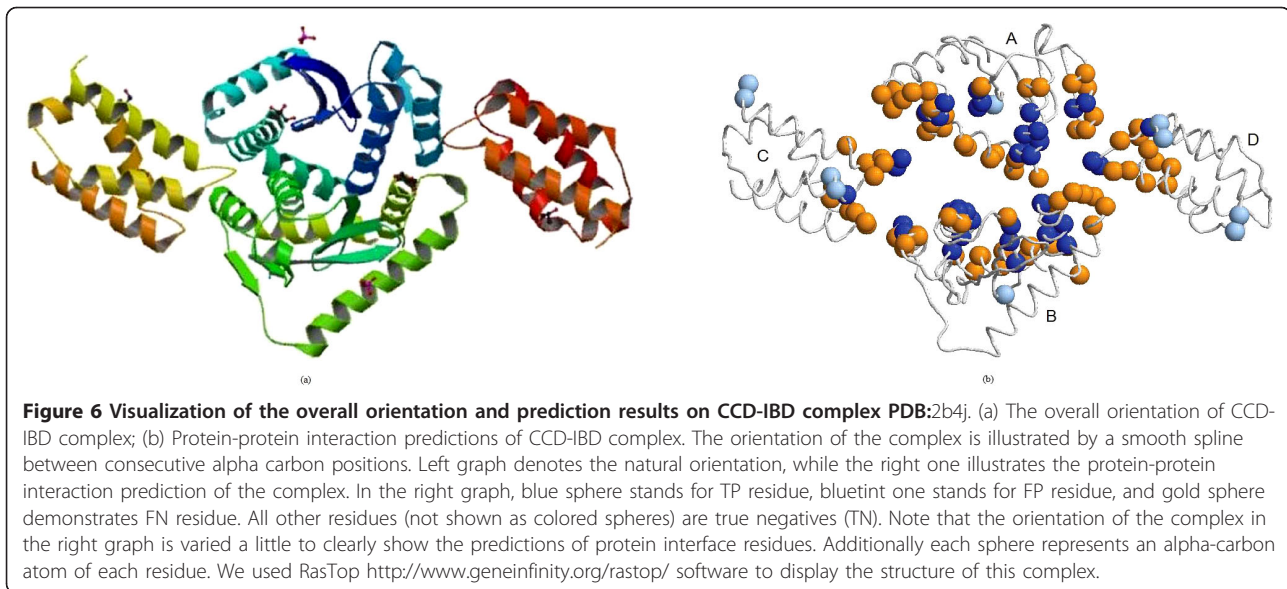 A
C
D
B
(a)
(b)
Figure 6 Visualization of the overall orientation and prediction results on CCD-IBD complex PDB:2b4j. (a) The overall orientation of CCD-
IBD complex; (b) Protein-protein interaction predictions of CCD-IBD complex. The orientation of the complex is illustrated by a smooth spline
between consecutive alpha carbon positions. Left graph denotes the natural orientation, while the right one illustrates the protein-protein
interaction prediction of the complex. In the right graph, blue sphere stands for TP residue, bluetint one stands for FP residue, and gold sphere
demonstrates FN residue. All other residues (not shown as colored spheres) are true negatives (TN). Note that the orientation of the complex in
the right graph is varied a little to clearly show the predictions of protein interface residues. Additionally each sphere represents an alpha-carbon
atom of each residue. We used RasTop http://www.geneinfinity.org/rastop/ software to display the structure of this complex.